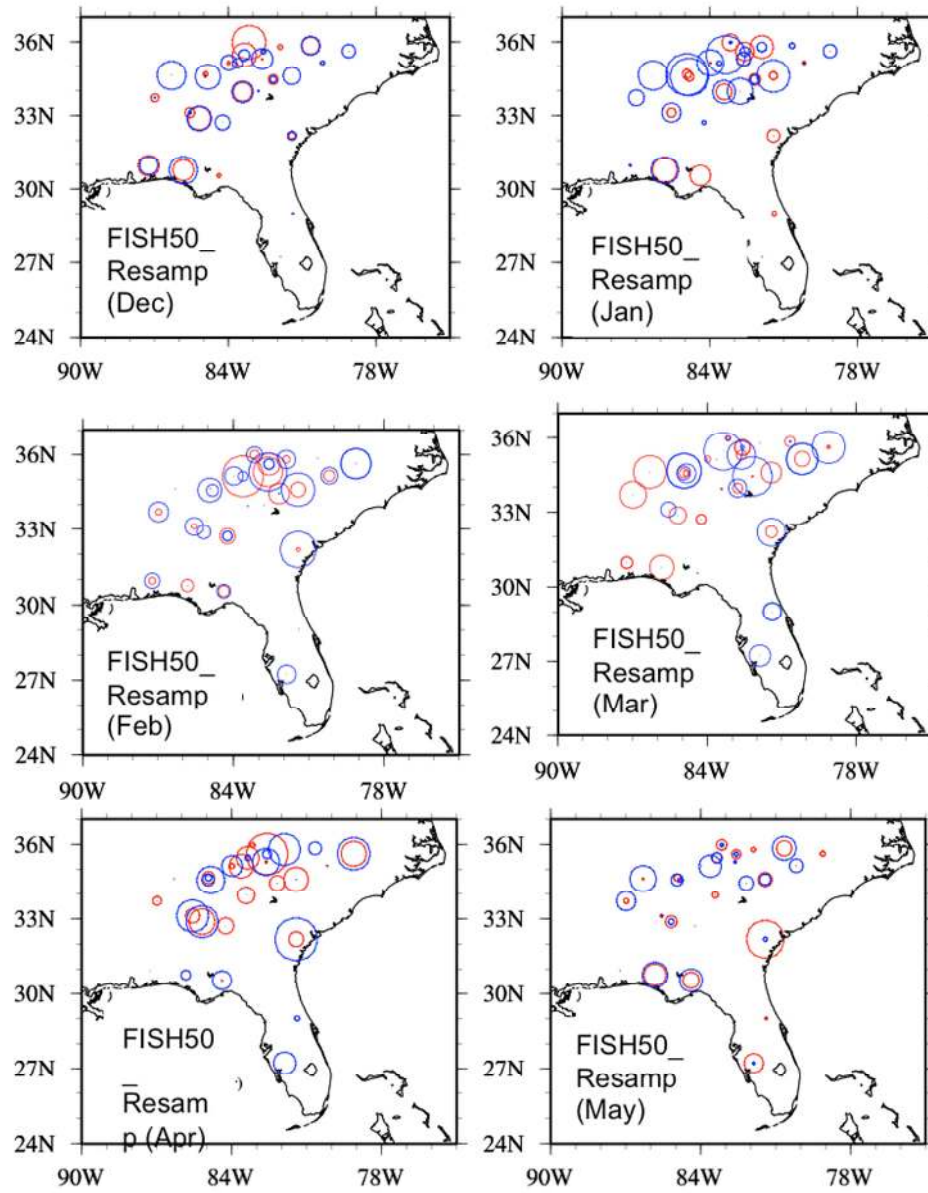 36N
33N
30N
27N
24N
90W 84W 78W
FISH50_
Resamp
(Dec)
36N
33N
30N
27N
24N
90W 84W 78W
FISH50_
Resamp
(Jan)
36N
33N
30N
27N
24N
90W 84W 78W
FISH50_
Resamp
(Feb)
36N
33N
30N
27N
24N
90W 84W 78W
FISH50_
Resamp
(Mar)
36N
33N
30N
27N
24N
90W 84W 78W
FISH50
_
Resam
p (Apr)
36N
33N
30N
27N
24N
90W 84W 78W
FISH50_
Resamp
(May)